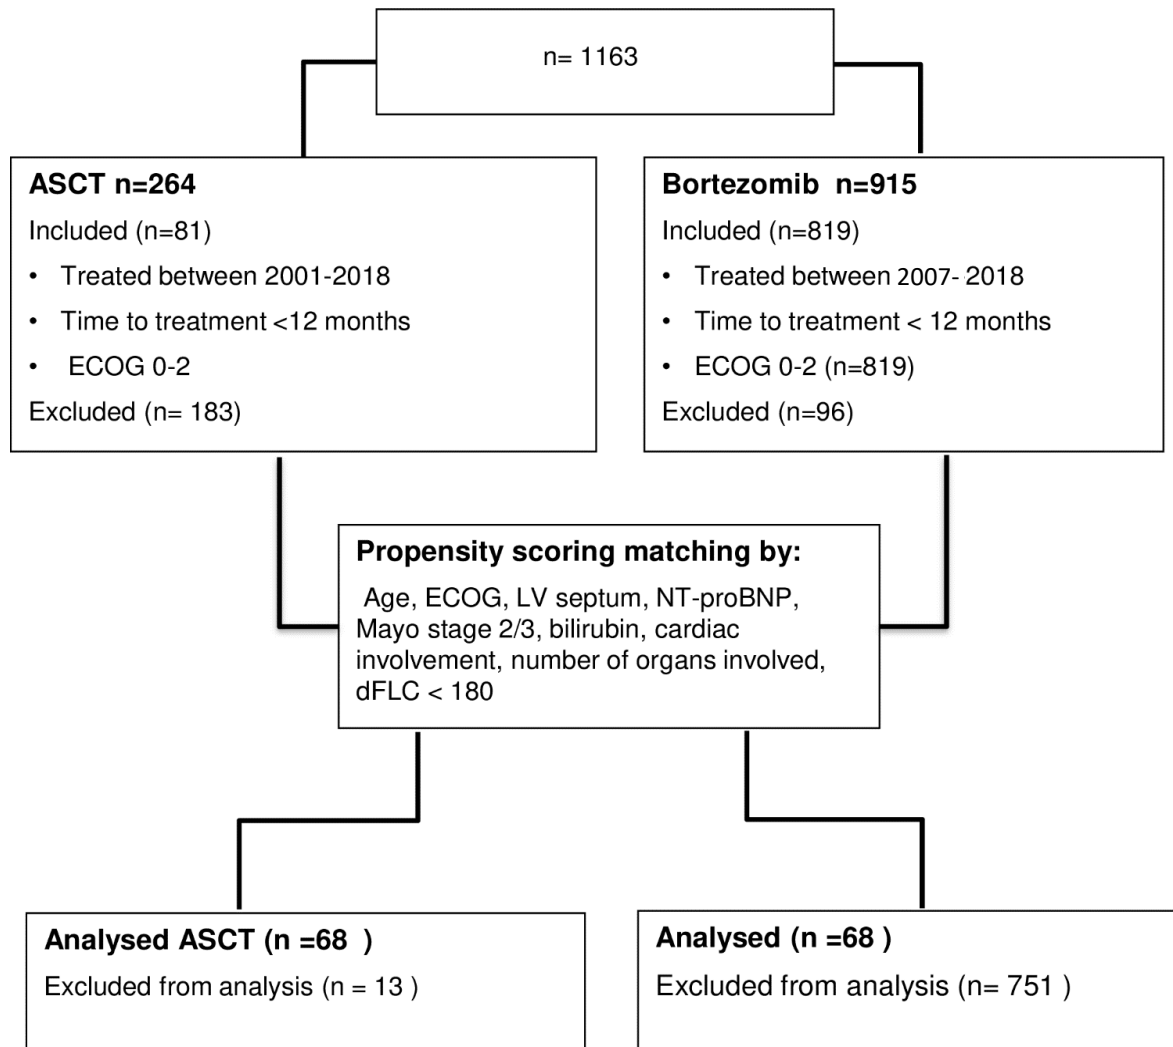 n= 1163
ASCT n=264
Included (n=81)
• Treated between 2001-2018
• Time to treatment <12 months
• ECOG 0-2
Excluded (n= 183)
Bortezomib n=915
Included (n=819)
• Treated between 2007- 2018
• Time to treatment < 12 months
• ECOG 0-2 (n=819)
Excluded (n=96)
Propensity scoring matching by:
Age, ECOG, LV septum, NT-proBNP,
Mayo stage 2/3, bilirubin, cardiac
involvement, number of organs involved,
dFLC < 180
Analysed ASCT (n =68 )
Excluded from analysis (n = 13 )
Analysed (n =68 )
Excluded from analysis (n= 751 )